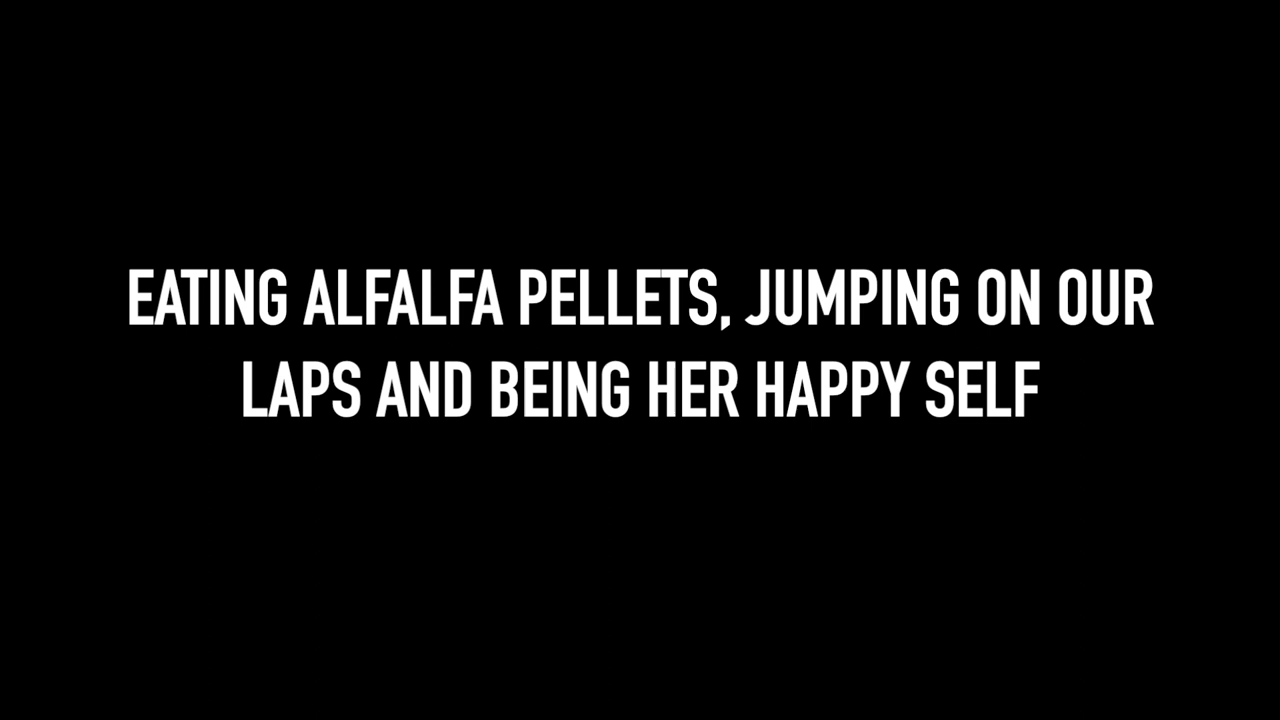 EATING ALFALFA PELLETS, JUMPING ON OUR
LAPS AND BEING HER HAPPY SELF